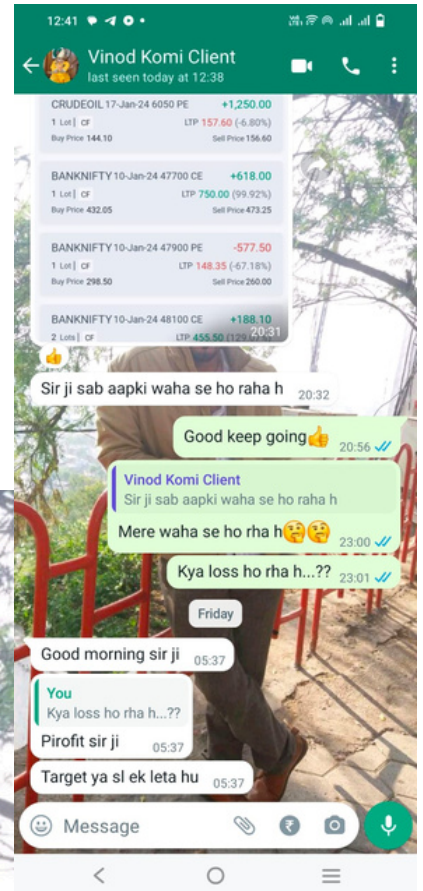 12:41
Vinod Komi Client
last seen today at 12:38
CRUDEOIL 17-Jan-24 6050 PE +1,250.00
1 Lot | CF LTP 157.60 (-6.80%)
Buy Price 144.10 Sell Price 156.60
BANKNIFTY 10-Jan-24 47700 CE +618.00
1 Lot | CF LTP 750.00 (99.92%)
Buy Price 432.05 Sell Price 473.25
BANKNIFTY 10-Jan-24 47900 PE -577.50
1 Lot | CF LTP 148.35 (-67.18%)
Buy Price 298.50 Sell Price 260.00
BANKNIFTY 10-Jan-24 48100 CE +188.10
2 Lots | CF LTP 455.50
20:31
Sir ji sab aapki waha se ho raha h 20:32
Good keep going👍 20:56
Vinod Komi Client
Sir ji sab aapki waha se ho raha h
Mere waha se ho rha h🤔🤔 23:00
Kya loss ho rha h...?? 23:01
Friday
Good morning sir ji 05:37
You
Kya loss ho rha h...??
Pirofit sir ji 05:37
Target ya sl ek leta hu 05:37
Message